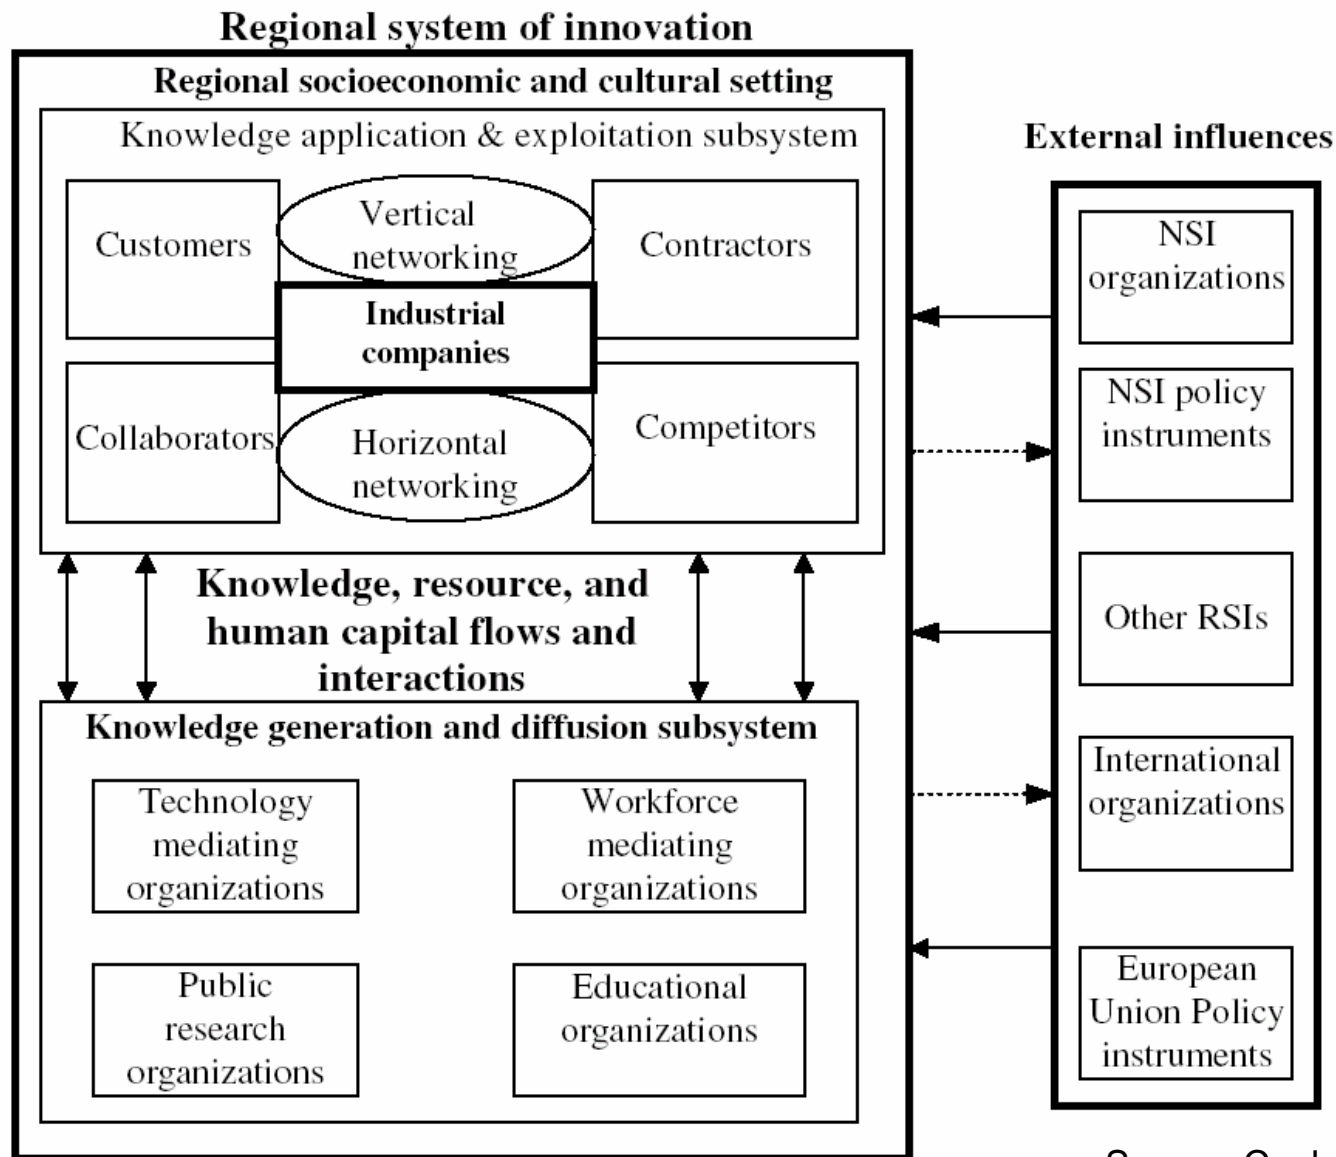 Regional system of innovation
Regional socioeconomic and cultural setting
Knowledge application & exploitation subsystem
Customers
Vertical
networking
Contractors
Industrial
companies
Collaborators
Horizontal
networking
Competitors
Knowledge, resource, and
human capital flows and
interactions
Knowledge generation and diffusion subsystem
Technology
mediating
organizations
Workforce
mediating
organizations
Public
research
organizations
Educational
organizations
External influences
NSI
organizations
NSI policy
instruments
Other RSIs
International
organizations
European
Union Policy
instruments